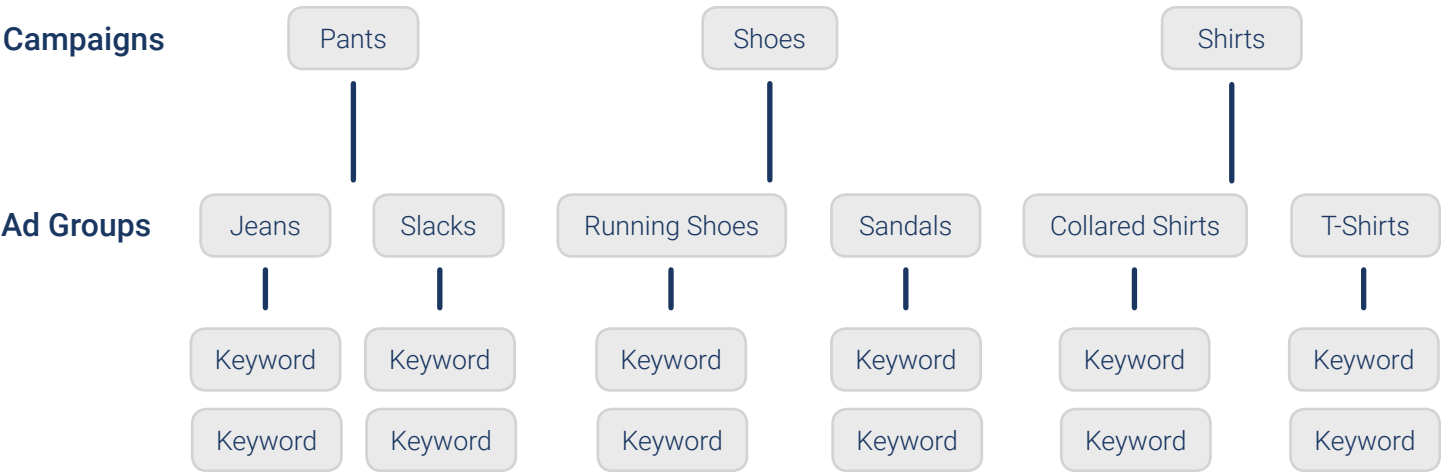 Campaigns Pants Shoes Shirts
Ad Groups Jeans Slacks Running Shoes Sandals Collared Shirts T-Shirts
Keyword Keyword Keyword Keyword Keyword Keyword
Keyword Keyword Keyword Keyword Keyword Keyword